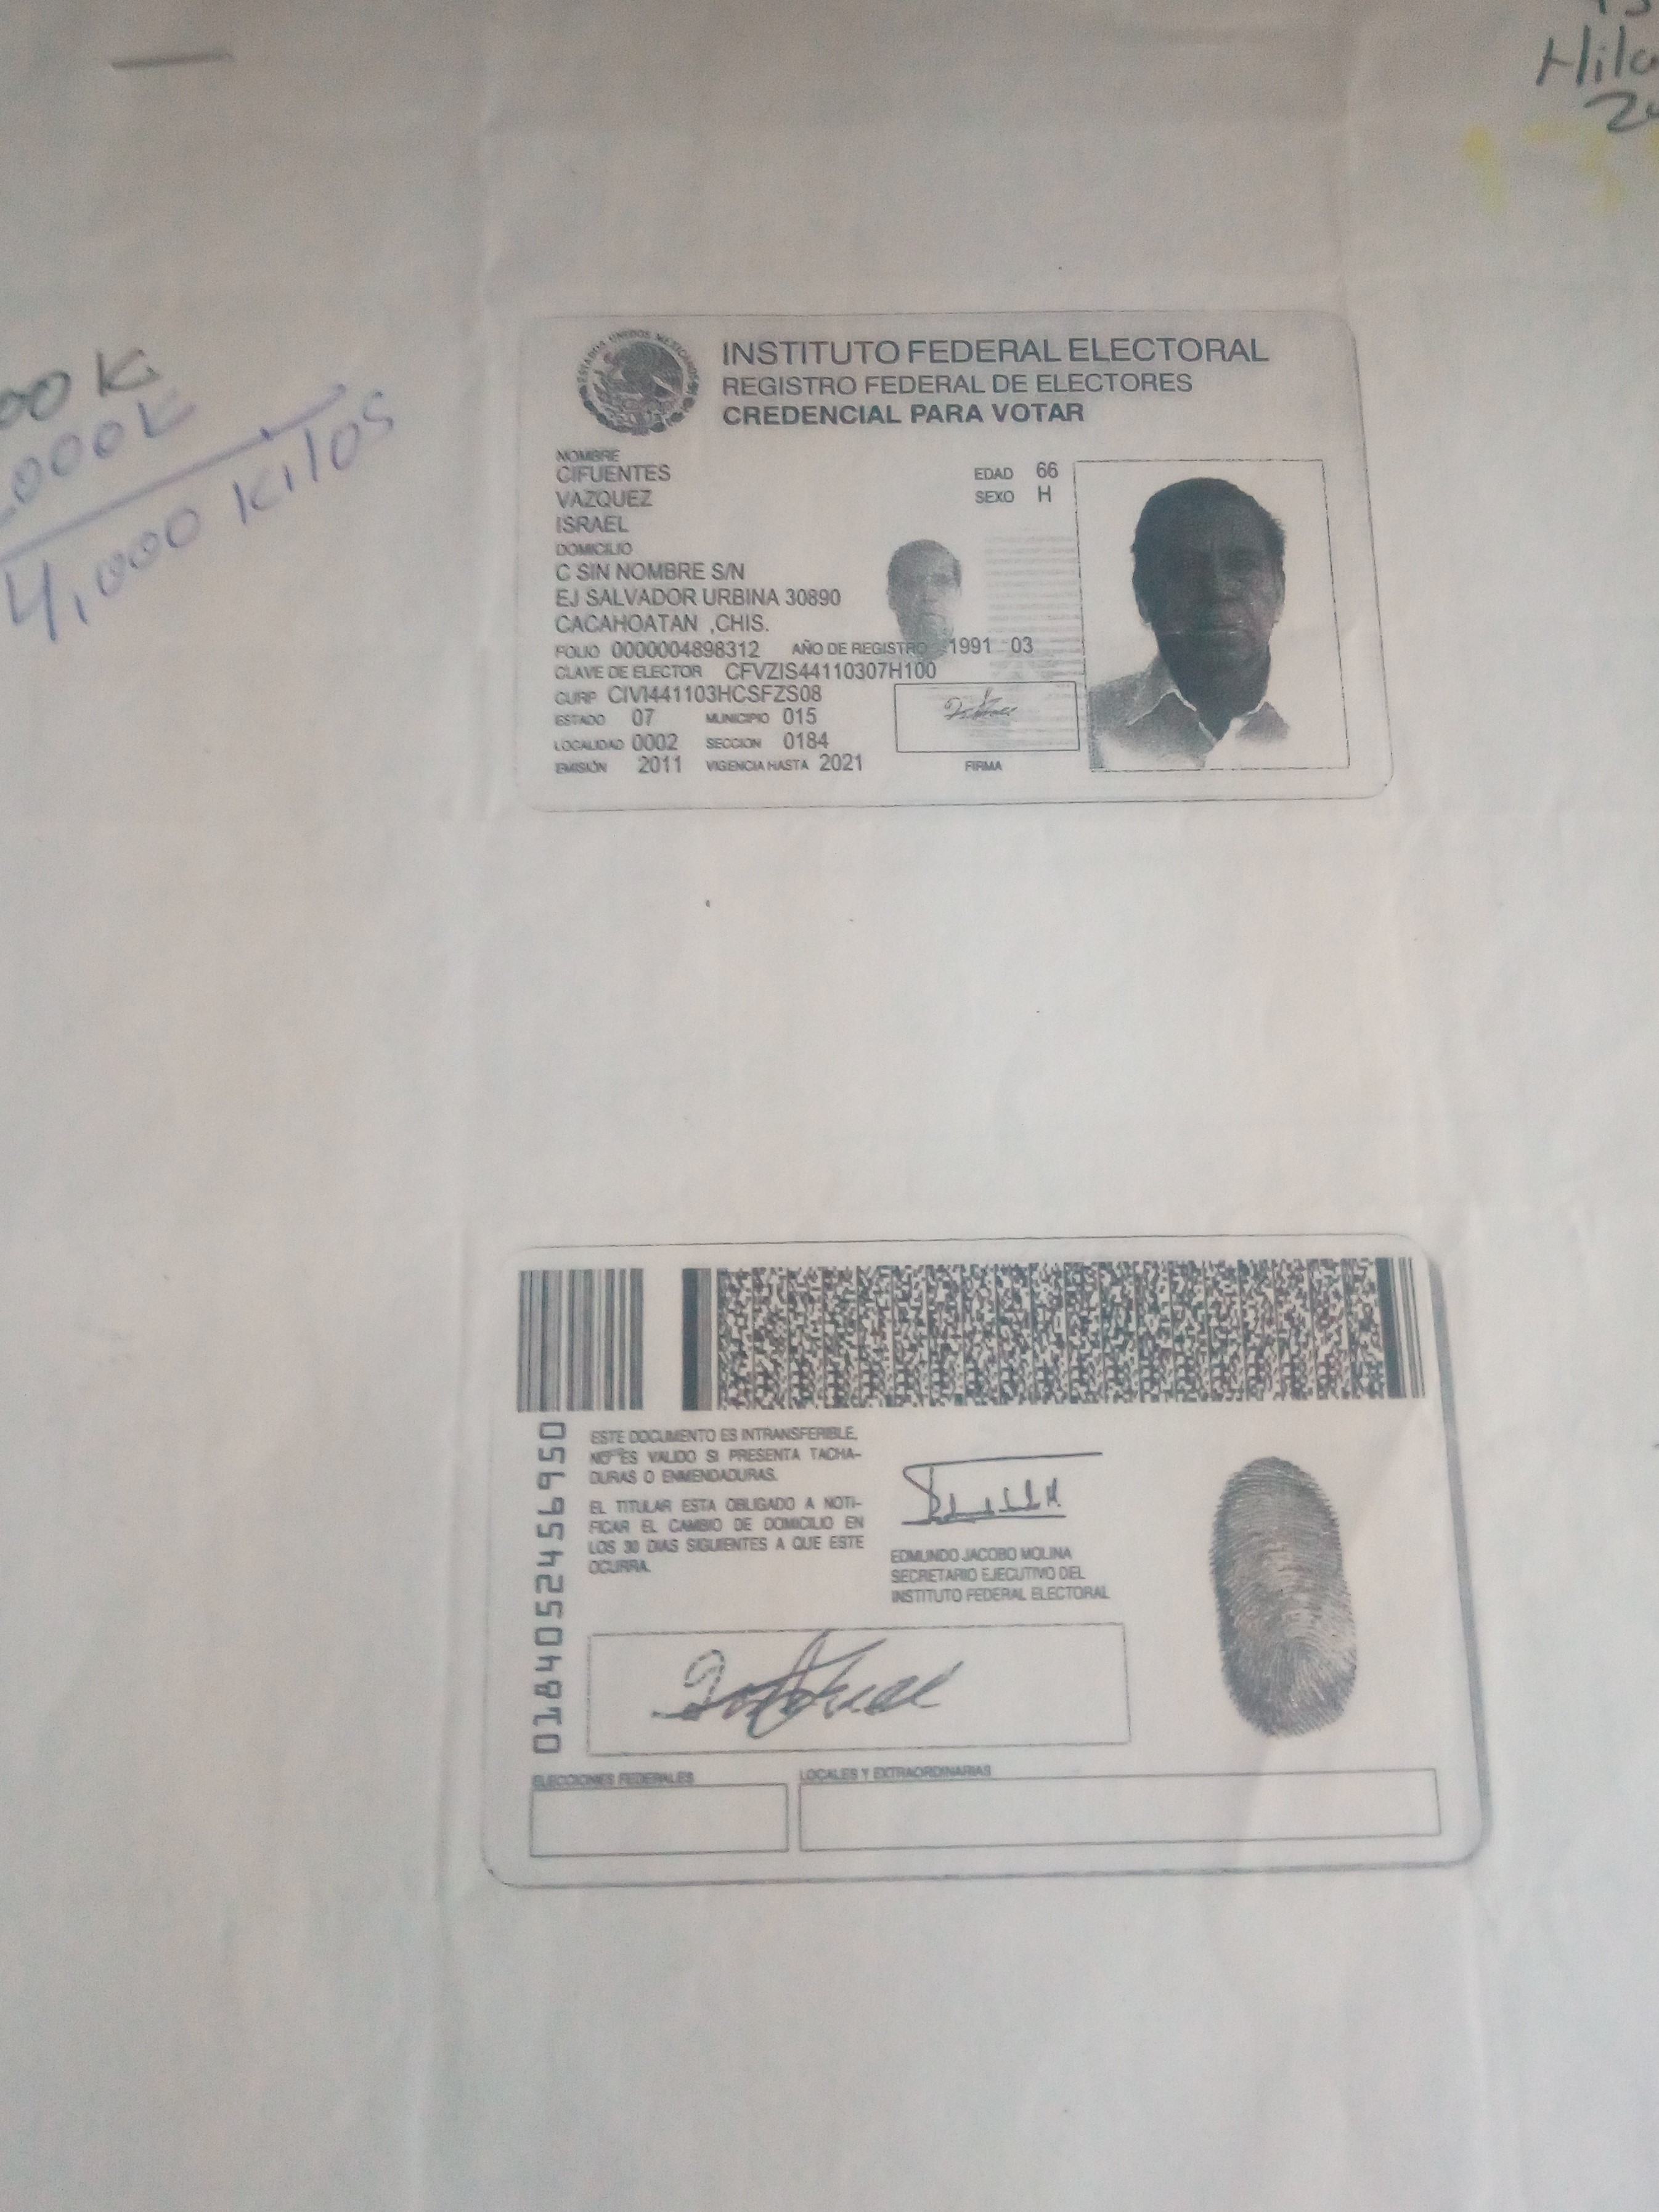 Hila
00 K
000K
4,000 Kilos
ESTADOS UNIDOS MEXICANOS
INSTITUTO FEDERAL ELECTORAL
REGISTRO FEDERAL DE ELECTORES
CREDENCIAL PARA VOTAR
NOMBRE
CIFUENTES
VAZQUEZ
ISRAEL
EDAD 66
SEXO H
DOMICILIO
C SIN NOMBRE S/N
EJ SALVADOR URBINA 30890
CACAHOATAN ,CHIS.
FOLIO 0000004898312 AÑO DE REGISTRO 1991 03
CLAVE DE ELECTOR CFVZIS44110307H100
CURP CIVI441103HCSFZS08
ESTADO 07 MUNICIPIO 015
LOCALIDAD 0002 SECCION 0184
EMISIÓN 2011 VIGENCIA HASTA 2021
FIRMA
0184052456950
ESTE DOCUMENTO ES INTRANSFERIBLE,
NO ES VALIDO SI PRESENTA TACHA-
DURAS O ENMENDADURAS.
EL TITULAR ESTA OBLIGADO A NOTI-
FICAR EL CAMBIO DE DOMICILIO EN
LOS 30 DIAS SIGUIENTES A QUE ESTE
OCURRA.
EDMUNDO JACOBO MOLINA
SECRETARIO EJECUTIVO DEL
INSTITUTO FEDERAL ELECTORAL
ELECCIONES FEDERALES
LOCALES Y EXTRAORDINARIAS